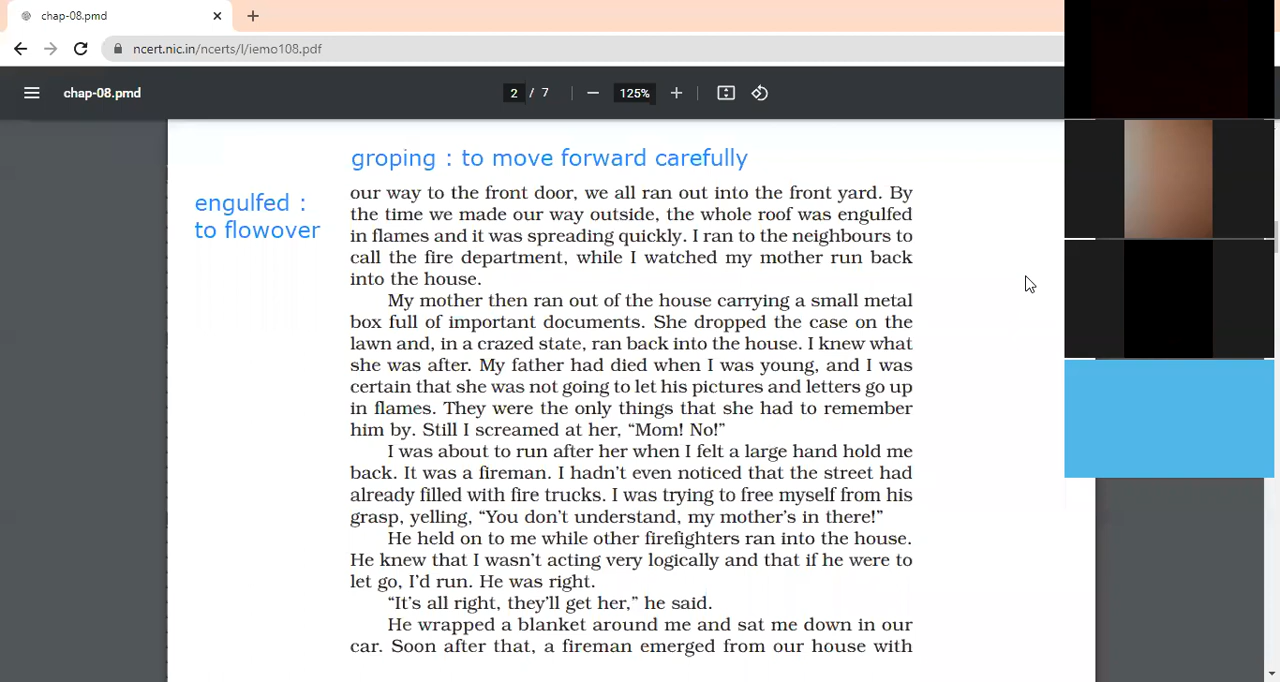 chap-08.pmd
ncert.nic.in/ncerts/l/iemo108.pdf
chap-08.pmd
2 / 7
125%
groping : to move forward carefully
engulfed :
to flowover
our way to the front door, we all ran out into the front yard. By
the time we made our way outside, the whole roof was engulfed
in flames and it was spreading quickly. I ran to the neighbours to
call the fire department, while I watched my mother run back
into the house.
My mother then ran out of the house carrying a small metal
box full of important documents. She dropped the case on the
lawn and, in a crazed state, ran back into the house. I knew what
she was after. My father had died when I was young, and I was
certain that she was not going to let his pictures and letters go up
in flames. They were the only things that she had to remember
him by. Still I screamed at her, “Mom! No!”
I was about to run after her when I felt a large hand hold me
back. It was a fireman. I hadn’t even noticed that the street had
already filled with fire trucks. I was trying to free myself from his
grasp, yelling, “You don’t understand, my mother’s in there!”
He held on to me while other firefighters ran into the house.
He knew that I wasn’t acting very logically and that if he were to
let go, I’d run. He was right.
“It’s all right, they’ll get her,” he said.
He wrapped a blanket around me and sat me down in our
car. Soon after that, a fireman emerged from our house with